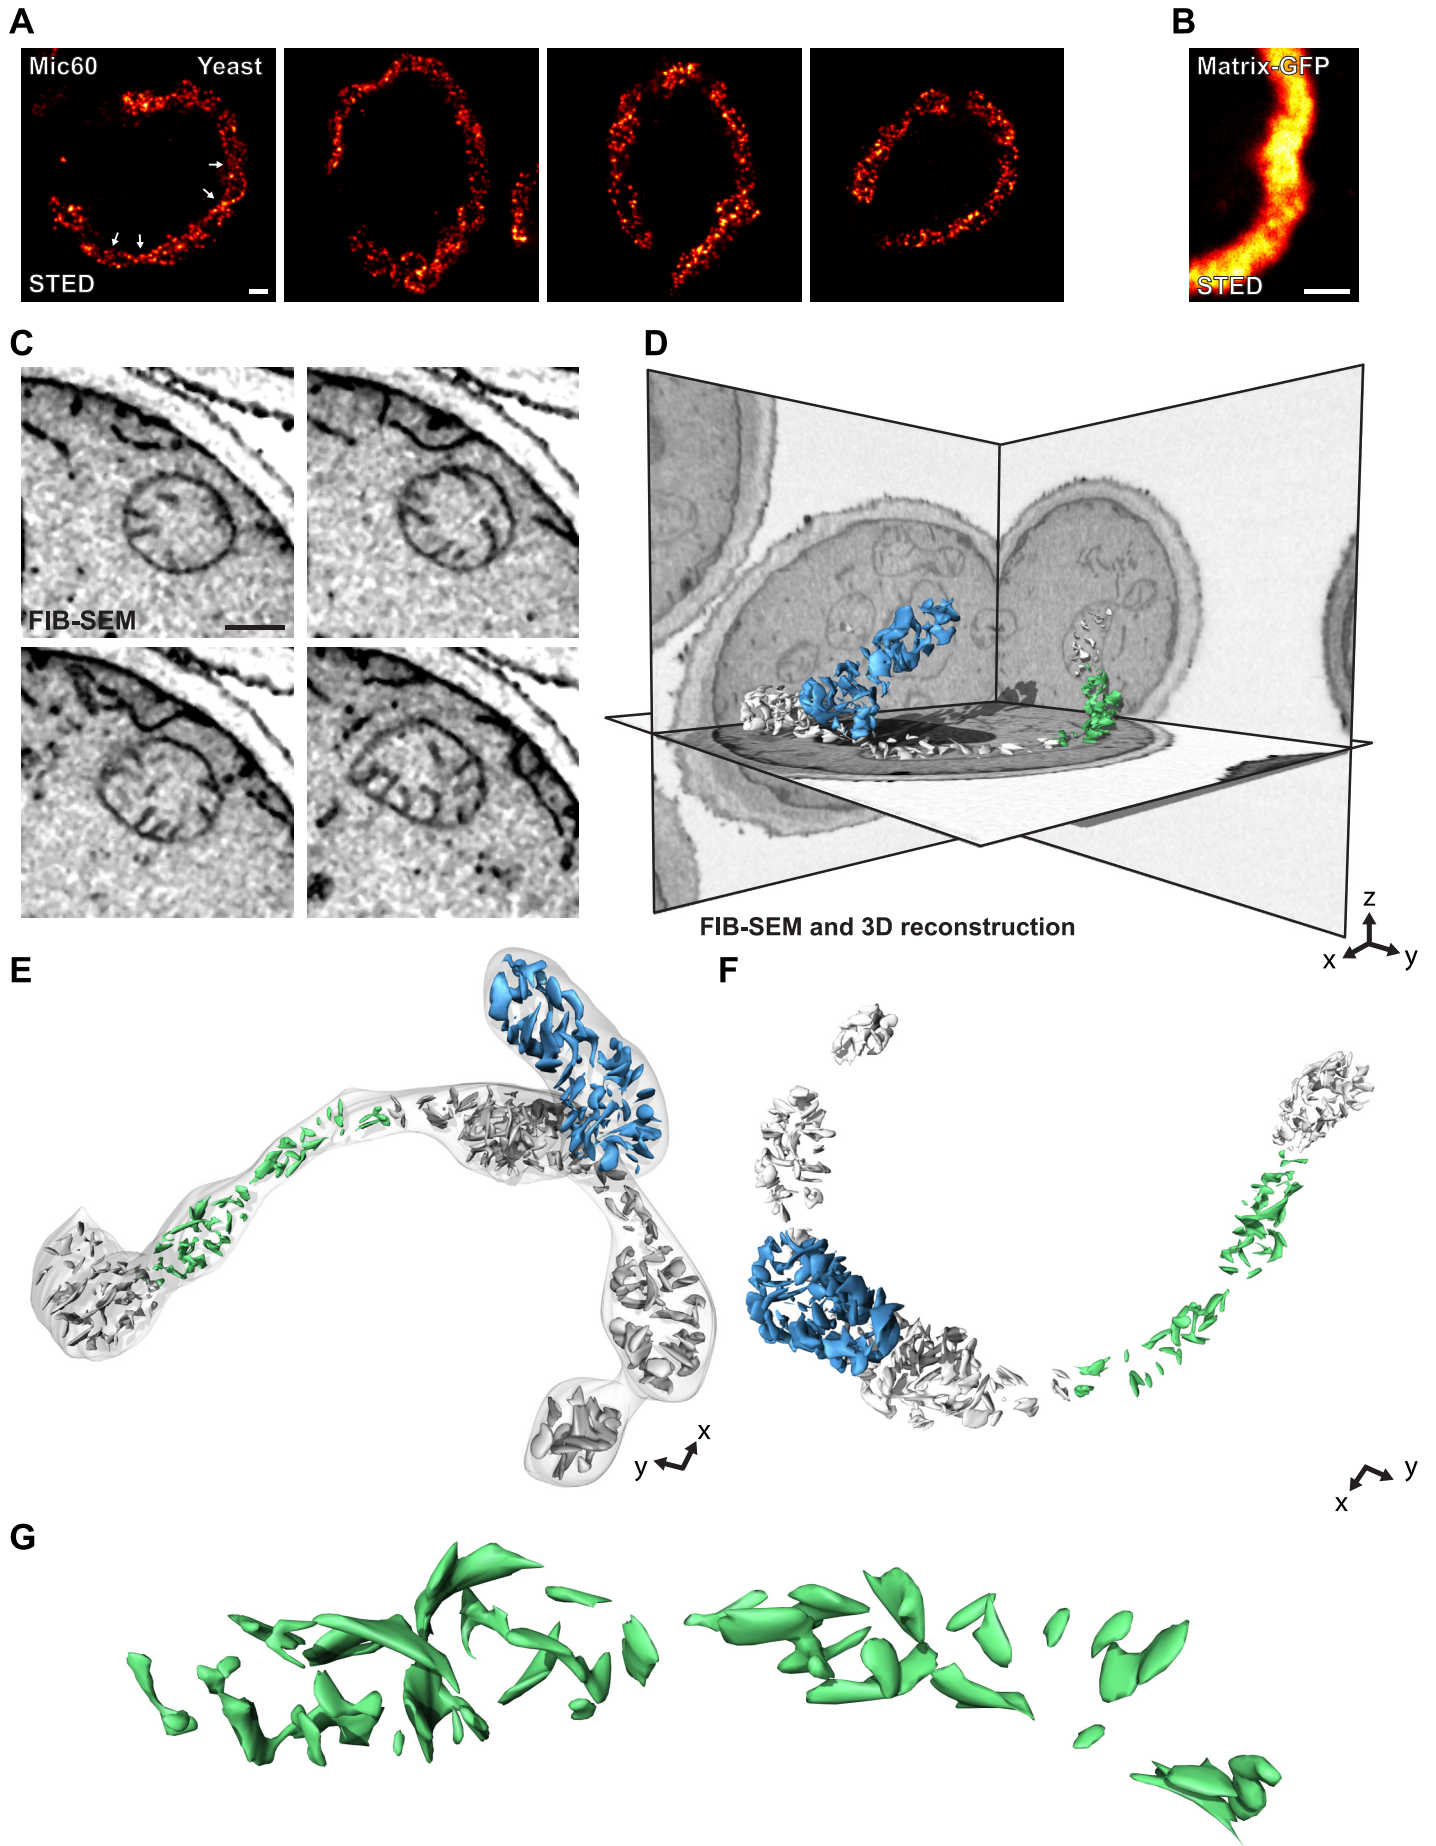 A
B
Mic60 Yeast
STED
Matrix-GFP
STED
C
D
FIB-SEM
FIB-SEM and 3D reconstruction
z
x y
E
F
x
y
y
x
G